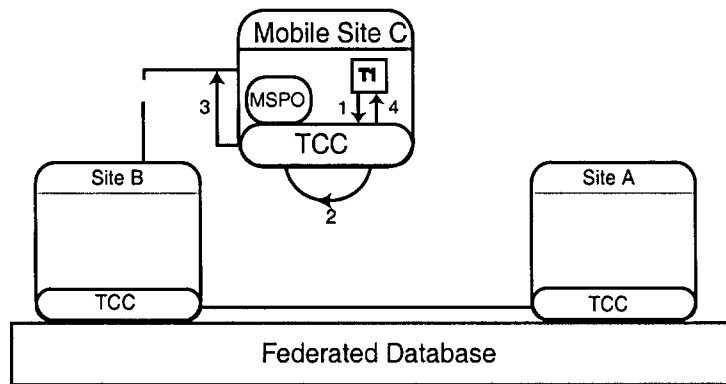 Mobile Site C
T1
MSPO
3
1
4
TCC
Site B
Site A
2
TCC
TCC
Federated Database